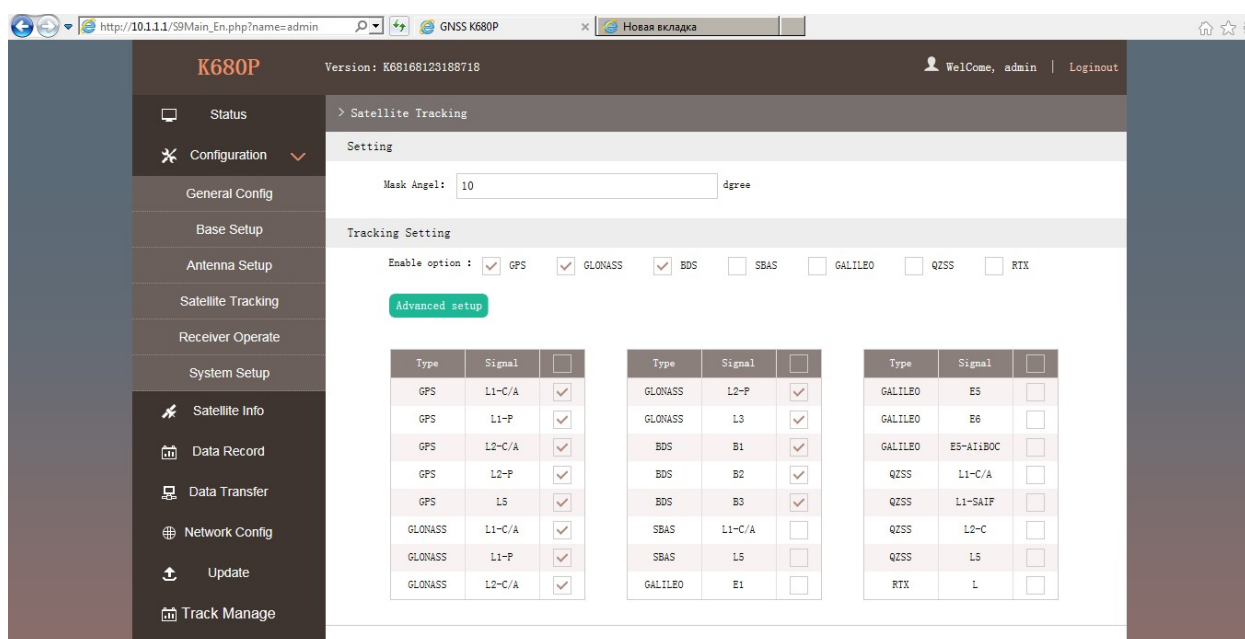 http://10.1.1.1/S9Main_En.php?name=admin GNSS K680P Новая вкладка
K680P Version: K68168123188718 WelCome, admin | Loginout
Status
Configuration
General Config
Base Setup
Antenna Setup
Satellite Tracking
Receiver Operate
System Setup
Satellite Info
Data Record
Data Transfer
Network Config
Update
Track Manage
> Satellite Tracking
Setting
Mask Angel: 10 dgree
Tracking Setting
Enable option : GPS GLONASS BDS SBAS GALILEO QZSS RTX
Advanced setup
Type Signal
GPS L1-C/A
GPS L1-P
GPS L2-C/A
GPS L2-P
GPS L5
GLONASS L1-C/A
GLONASS L1-P
GLONASS L2-C/A
Type Signal
GLONASS L2-P
GLONASS L3
BDS B1
BDS B2
BDS B3
SBAS L1-C/A
SBAS L5
GALILEO E1
Type Signal
GALILEO E5
GALILEO E6
GALILEO E5-AIiBOC
QZSS L1-C/A
QZSS L1-SAIF
QZSS L2-C
QZSS L5
RTX L